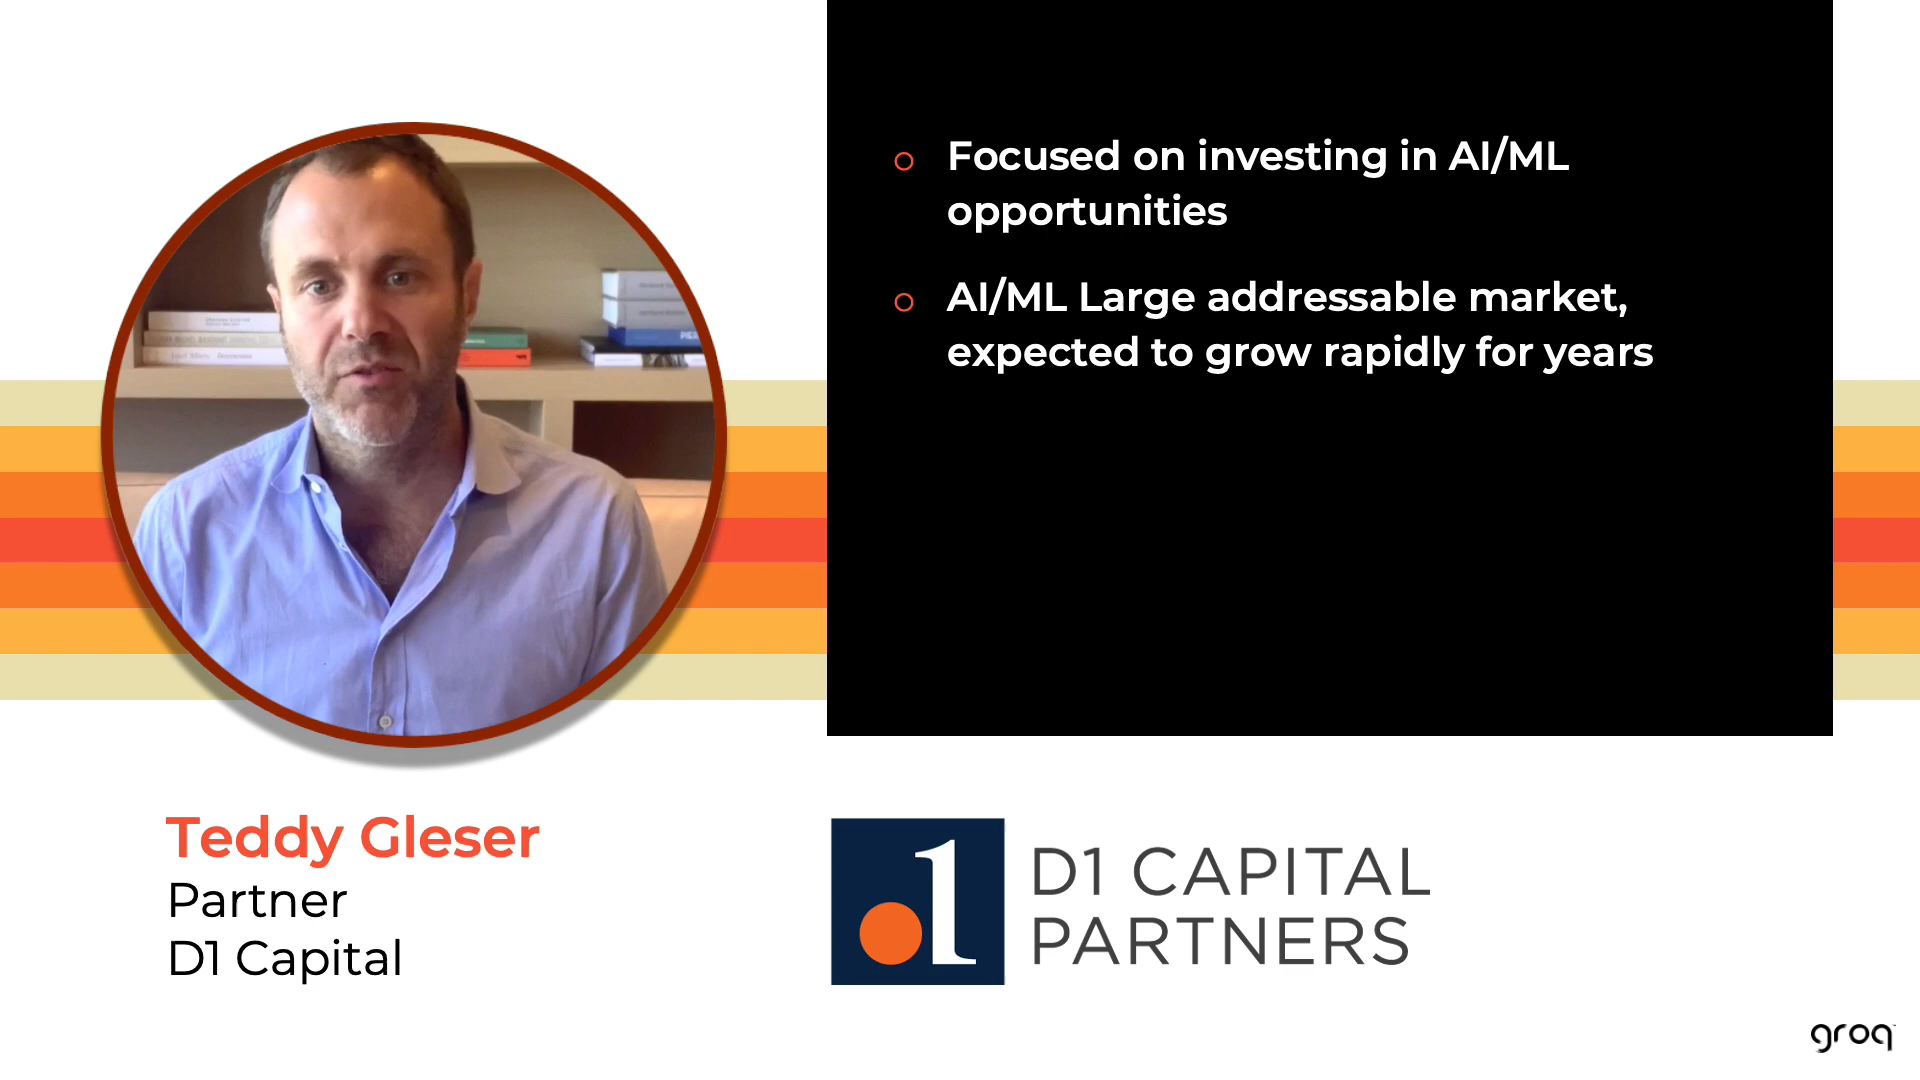 Focused on investing in AI/ML
opportunities
AI/ML Large addressable market,
expected to grow rapidly for years
Teddy Gleser
Partner
D1 Capital
.1 D1 CAPITAL
PARTNERS
groq